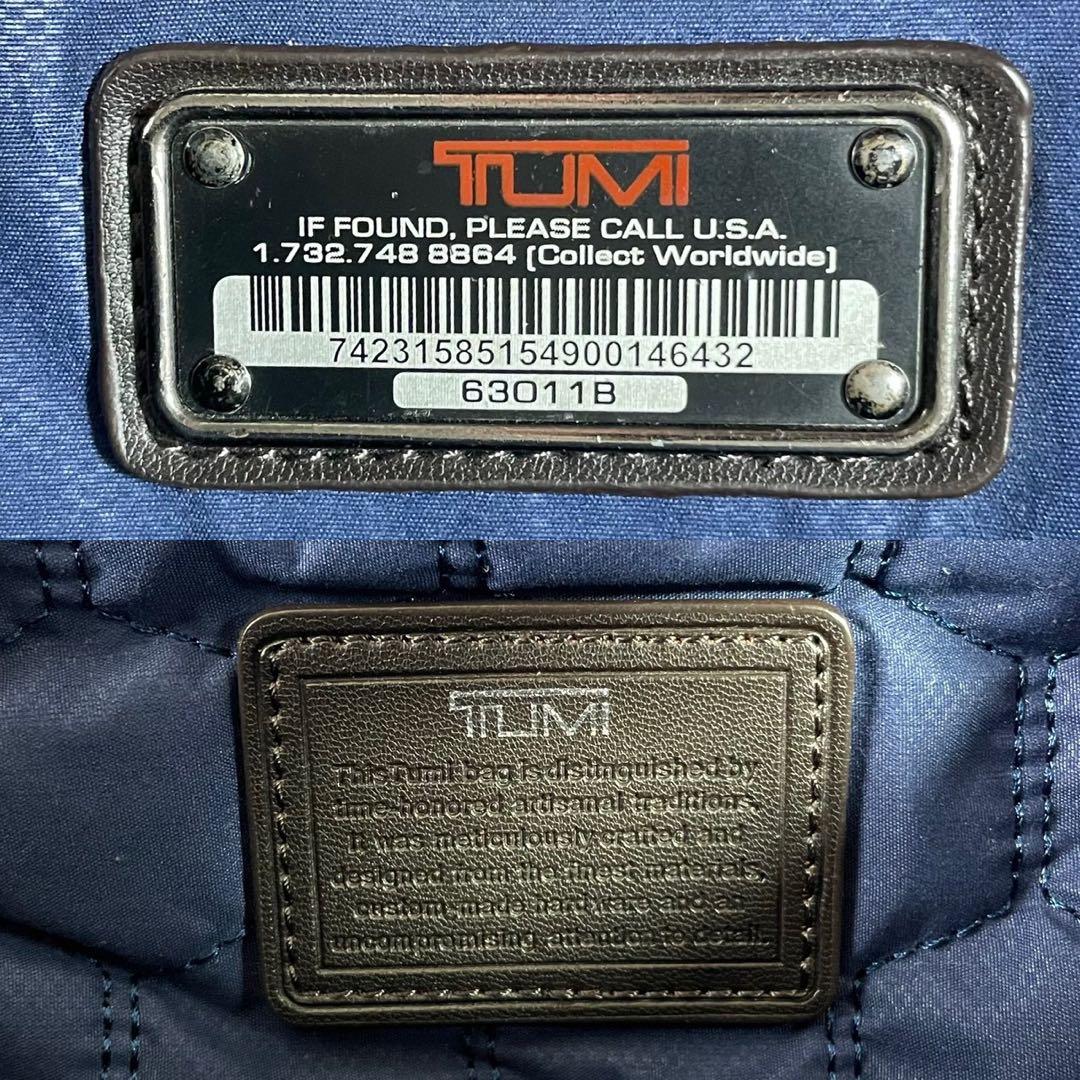 TUMI
IF FOUND, PLEASE CALL U.S.A.
1.732.748 8864 [Collect Worldwide]
74231585154900146432
63011B
TUMI
This Tumi bag is distinguished by
time-honored artisanal traditions.
It was meticulously crafted and
designed from the finest materials,
custom-made hardware and an
uncompromising attention to detail.